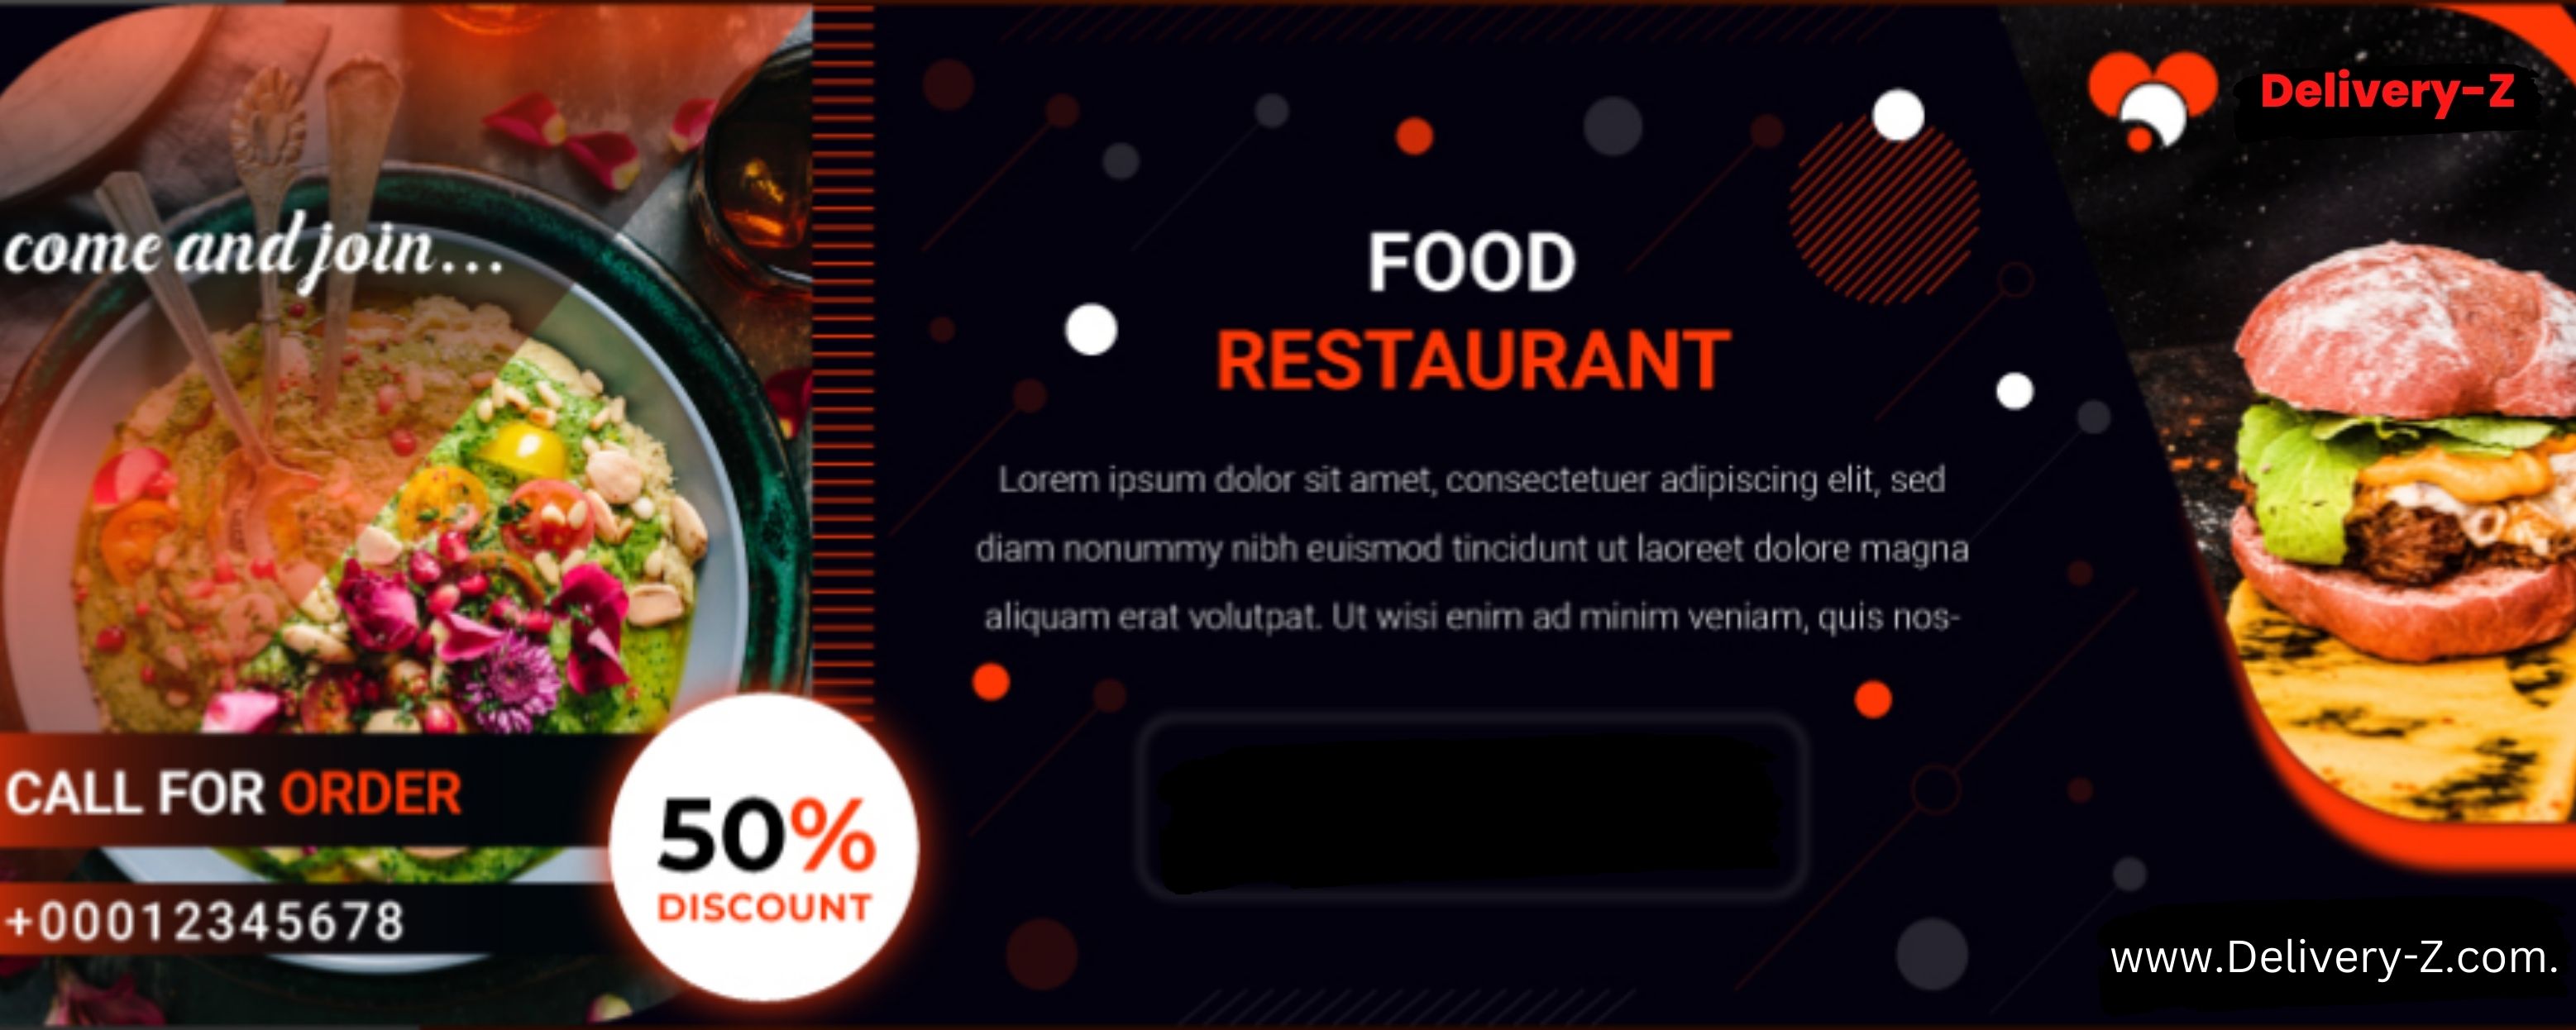 come and join...
CALL FOR ORDER
+00012345678
50%
DISCOUNT
FOOD
RESTAURANT
Lorem ipsum dolor sit amet, consectetuer adipiscing elit, sed
diam nonummy nibh euismod tincidunt ut laoreet dolore magna
aliquam erat volutpat. Ut wisi enim ad minim veniam, quis nos-
Delivery-Z
www.Delivery-Z.com.